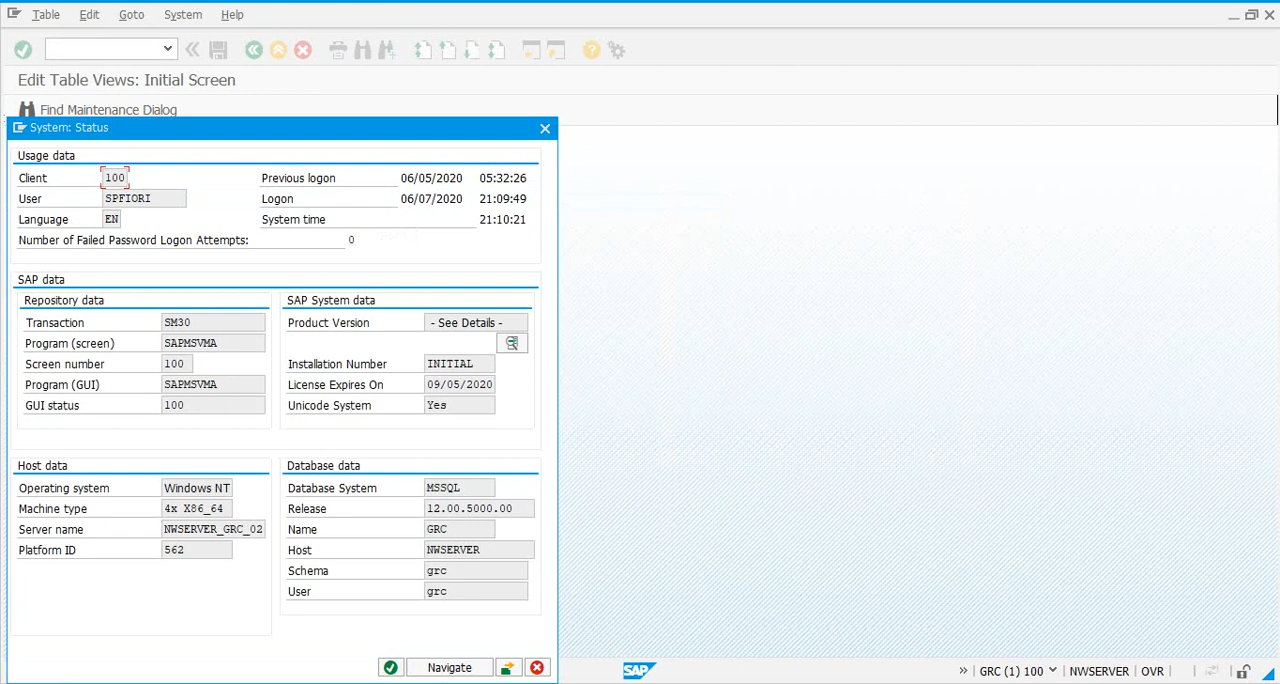 Table Edit Goto System Help
Edit Table Views: Initial Screen
Find Maintenance Dialog
System: Status
Usage data
Client 100 Previous logon 06/05/2020 05:32:26
User SPFIORI Logon 06/07/2020 21:09:49
Language EN System time 21:10:21
Number of Failed Password Logon Attempts: 0
SAP data
Repository data SAP System data
Transaction SM30 Product Version - See Details -
Program (screen) SAPMSVMA
Screen number 100 Installation Number INITIAL
Program (GUI) SAPMSVMA License Expires On 09/05/2020
GUI status 100 Unicode System Yes
Host data Database data
Operating system Windows NT Database System MSSQL
Machine type 4x X86_64 Release 12.00.5000.00
Server name NWSERVER_GRC_02 Name GRC
Platform ID 562 Host NWSERVER
Schema grc
User grc
Navigate
SAP » GRC (1) 100 NWSERVER OVR